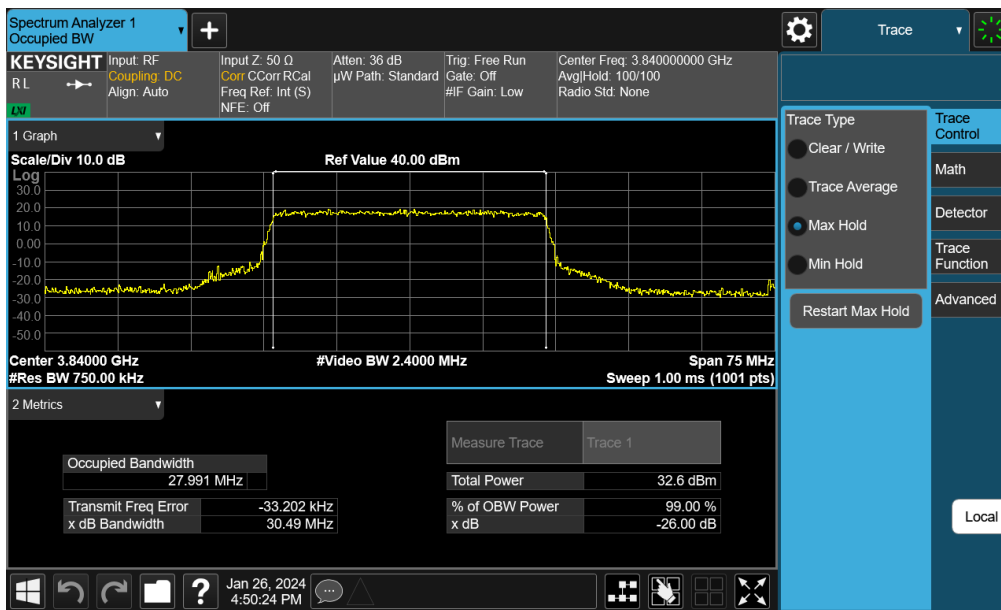 Spectrum Analyzer 1
Occupied BW
Trace
KEYSIGHT
R L
LXI
Input: RF
Coupling: DC
Align: Auto
Input Z: 50 Ω
Corr CCorr RCal
Freq Ref: Int (S)
NFE: Off
Atten: 36 dB
µW Path: Standard
Trig: Free Run
Gate: Off
#IF Gain: Low
Center Freq: 3.840000000 GHz
Avg|Hold: 100/100
Radio Std: None
1 Graph
Scale/Div 10.0 dB
Ref Value 40.00 dBm
Log
30.0
20.0
10.0
0.00
-10.0
-20.0
-30.0
-40.0
-50.0
Center 3.84000 GHz
#Video BW 2.4000 MHz
Span 75 MHz
#Res BW 750.00 kHz
Sweep 1.00 ms (1001 pts)
2 Metrics
Measure Trace
Trace 1
Occupied Bandwidth
27.991 MHz
Total Power
32.6 dBm
Transmit Freq Error
-33.202 kHz
% of OBW Power
99.00 %
x dB Bandwidth
30.49 MHz
x dB
-26.00 dB
Trace Type
Clear / Write
Trace Average
Max Hold
Min Hold
Restart Max Hold
Trace
Control
Math
Detector
Trace
Function
Advanced
Local
?
Jan 26, 2024
4:50:24 PM